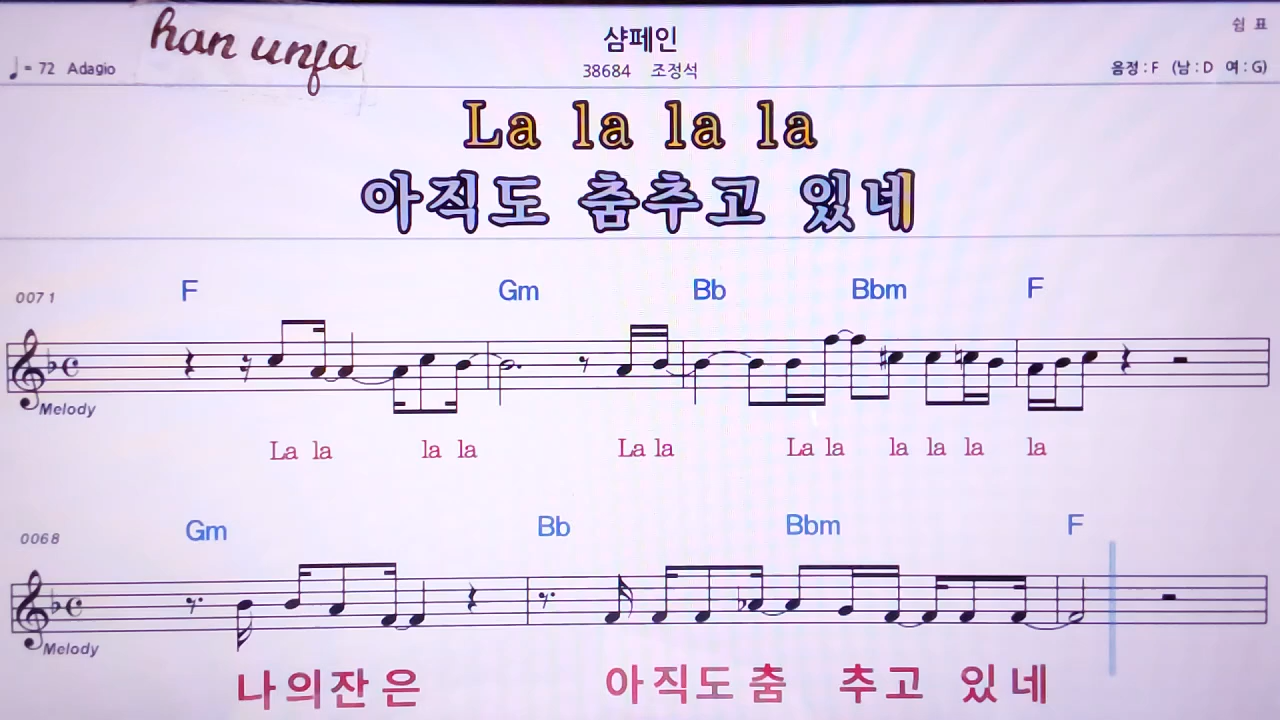 han unja
샴페인
쉼 표
♩= 72 Adagio
38684 조정석
음정 : F (남 : D 여 : G)
La la la la
아직도 춤추고 있네
0071 F Gm Bb Bbm F
Melody
La la la la La la La la la la la la
0068 Gm Bb Bbm F
Melody
나의잔은 아직도춤 추고 있네